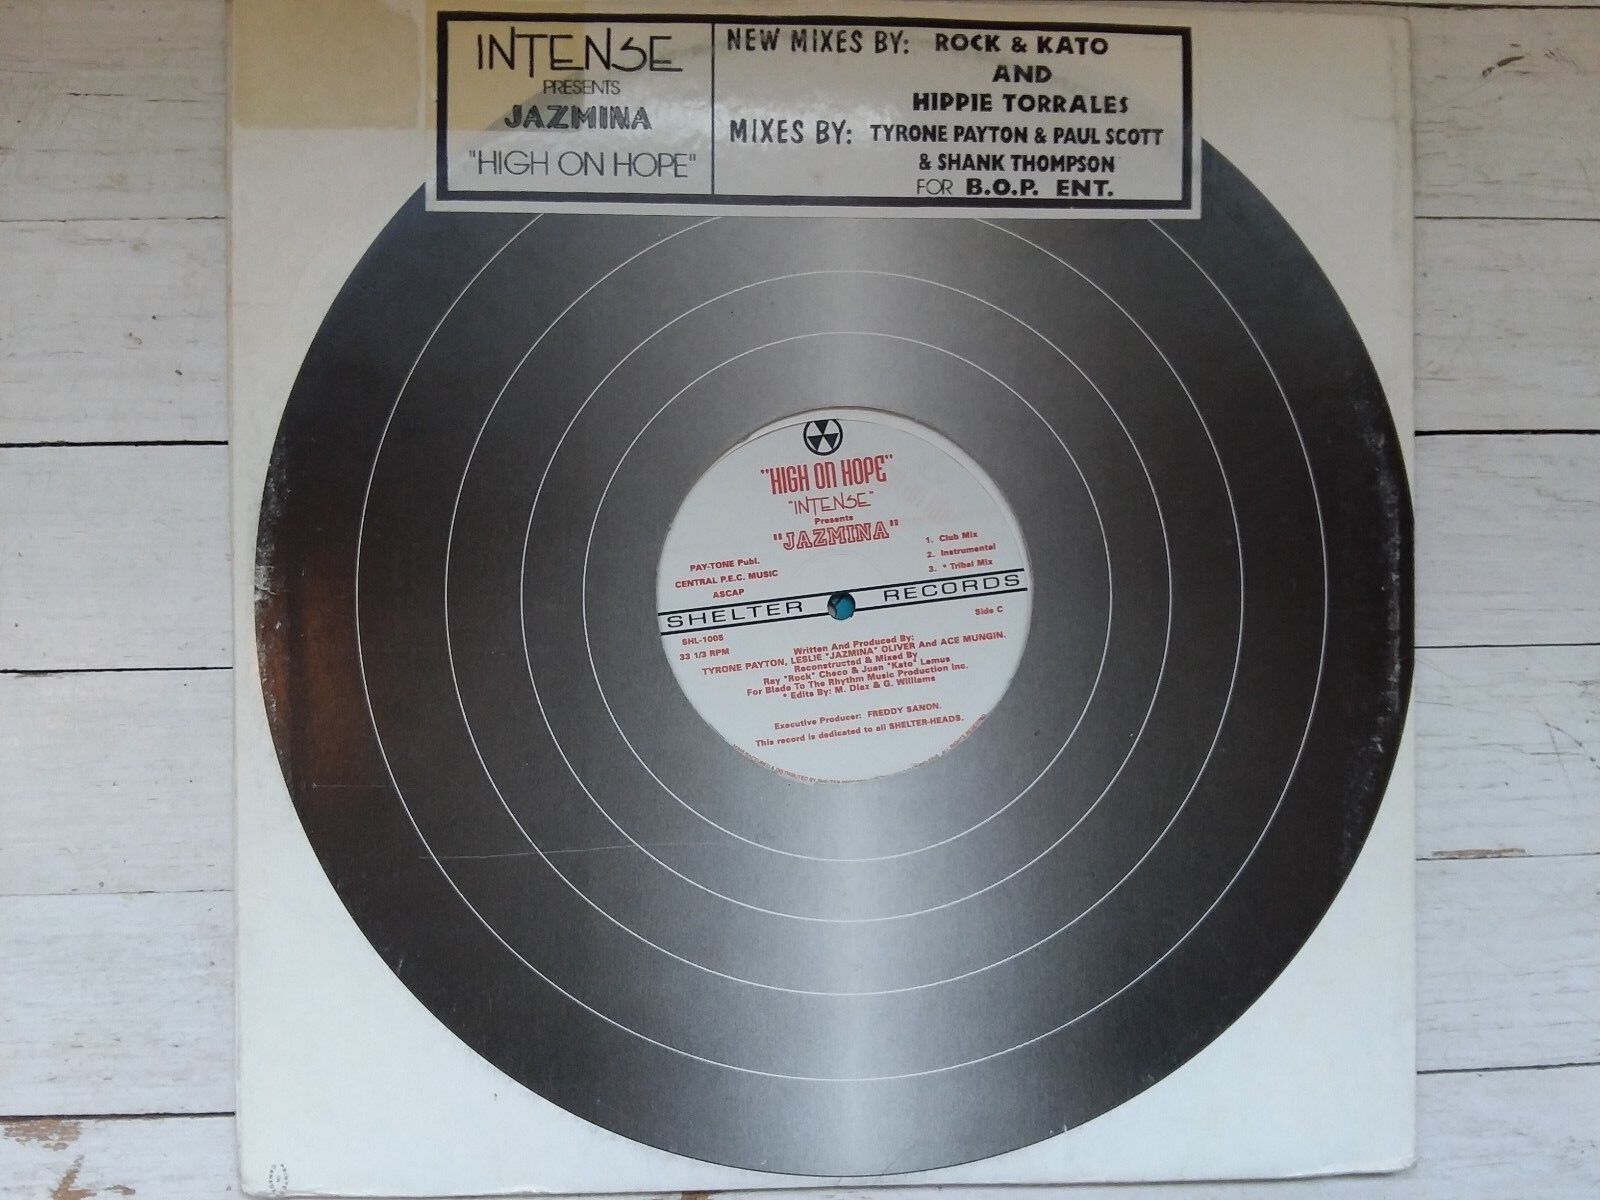 INTENSE
PRESENTS
JAZMINA
"HIGH ON HOPE"
NEW MIXES BY: ROCK & KATO
AND
HIPPIE TORRALES
MIXES BY: TYRONE PAYTON & PAUL SCOTT
& SHANK THOMPSON
FOR B.O.P. ENT.
"HIGH ON HOPE"
"INTENSE"
Presents
"JAZMINA"
PAY-TONE Publ.
CENTRAL P.E.C. MUSIC
ASCAP
1. Club Mix
2. Instrumental
3. * Tribal Mix
SHELTER RECORDS
SHL-1005
33 1/3 RPM
Side C
Written And Produced By:
TYRONE PAYTON, LESLIE "JAZMINA" OLIVER And ACE MUNGIN.
Reconstructed & Mixed By
Ray "Rock" Checo & Juan "Kato" Lemus
For Blade To The Rhythm Music Production Inc.
* Edits By: M. Diaz & G. Williams
Executive Producer: FREDDY SANON.
This record is dedicated to all SHELTER-HEADS.